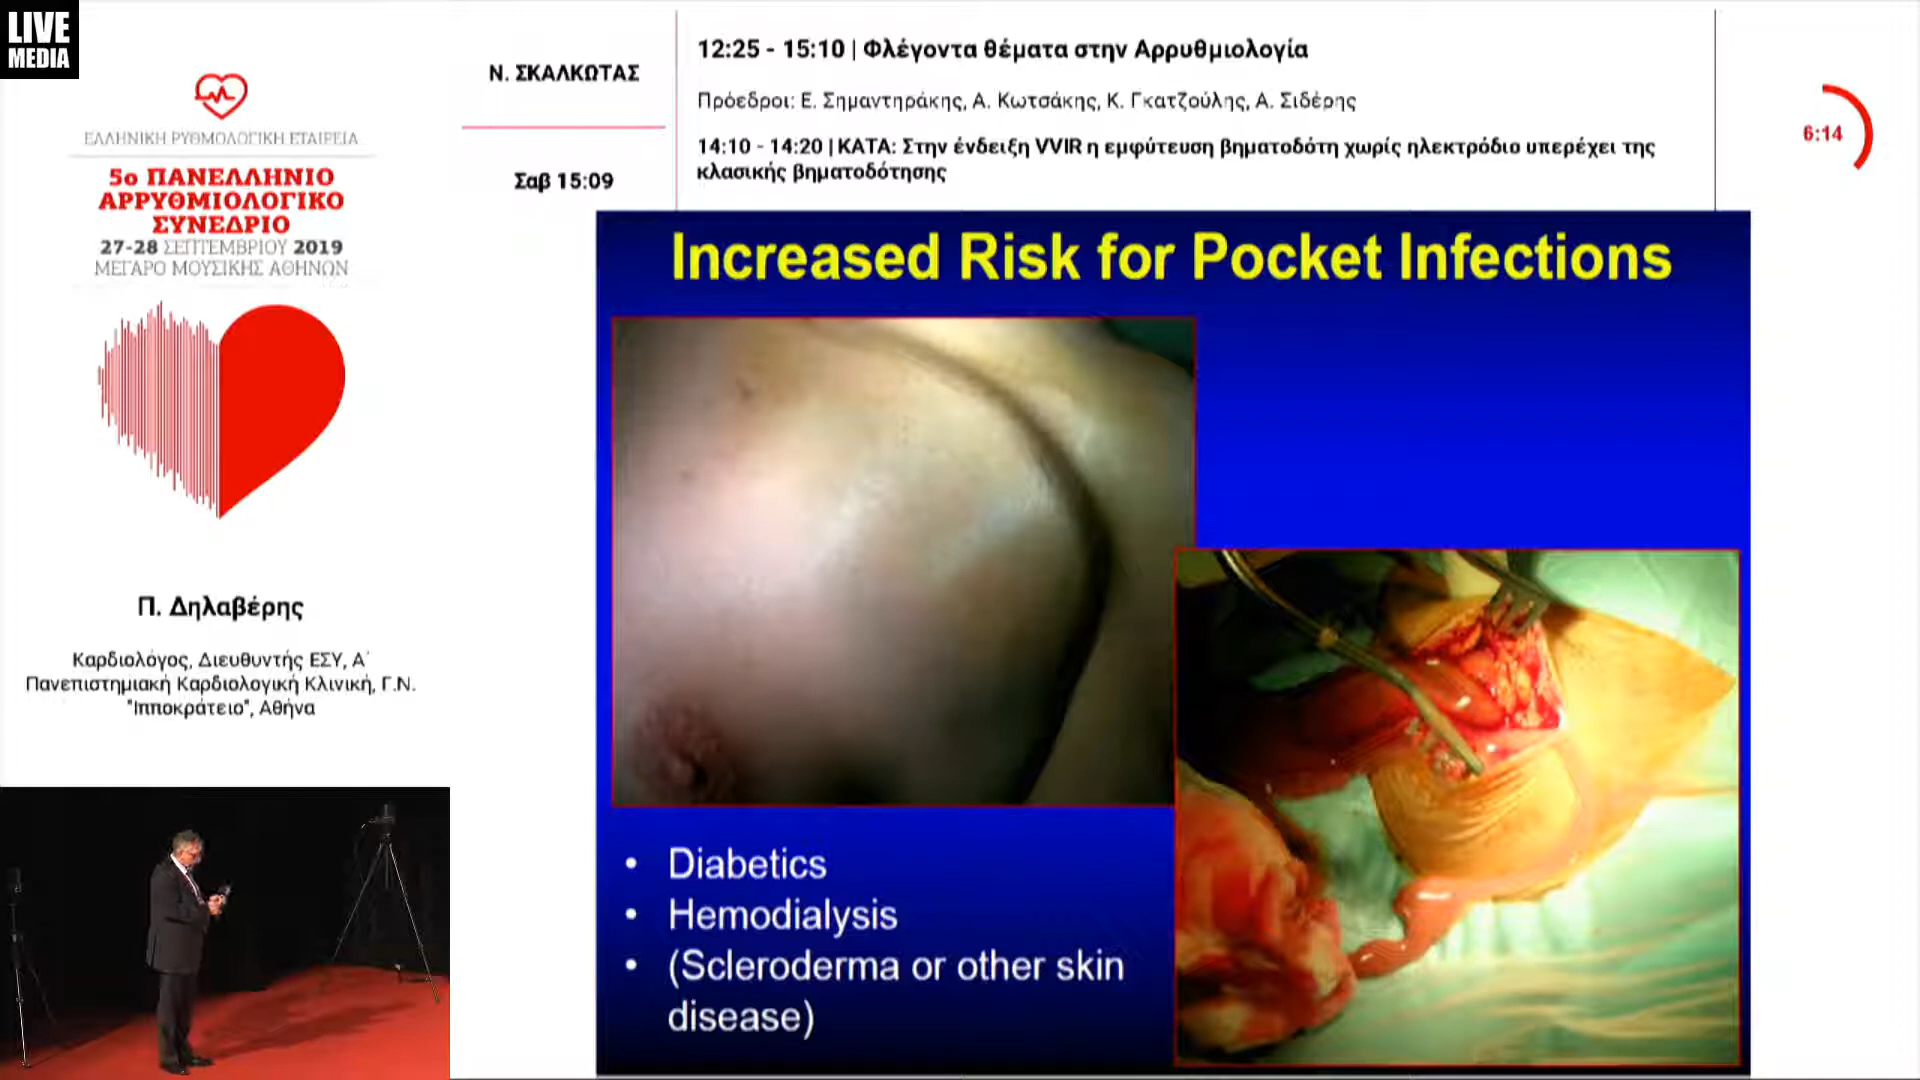 LIVE
MEDIA
ΕΛΛΗΝΙΚΗ ΡΥΘΜΟΛΟΓΙΚΗ ΕΤΑΙΡΕΙΑ
5ο ΠΑΝΕΛΛΗΝΙΟ
ΑΡΡΥΘΜΙΟΛΟΓΙΚΟ
ΣΥΝΕΔΡΙΟ
27-28 ΣΕΠΤΕΜΒΡΙΟΥ 2019
ΜΕΓΑΡΟ ΜΟΥΣΙΚΗΣ ΑΘΗΝΩΝ
Π. Δηλαβέρης
Καρδιολόγος, Διευθυντής ΕΣΥ, Α΄
Πανεπιστημιακή Καρδιολογική Κλινική, Γ.Ν.
"Ιπποκράτειο", Αθήνα
Ν. ΣΚΑΛΚΩΤΑΣ
Σαβ 15:09
12:25 - 15:10 | Φλέγοντα θέματα στην Αρρυθμιολογία
Πρόεδροι: Ε. Σημαντηράκης, Α. Κωτσάκης, Κ. Γκατζούλης, Α. Σιδέρης
14:10 - 14:20 | ΚΑΤΑ: Στην ένδειξη VVIR η εμφύτευση βηματοδότη χωρίς ηλεκτρόδιο υπερέχει της
κλασικής βηματοδότησης
6:14
Increased Risk for Pocket Infections
• Diabetics
• Hemodialysis
• (Scleroderma or other skin
disease)